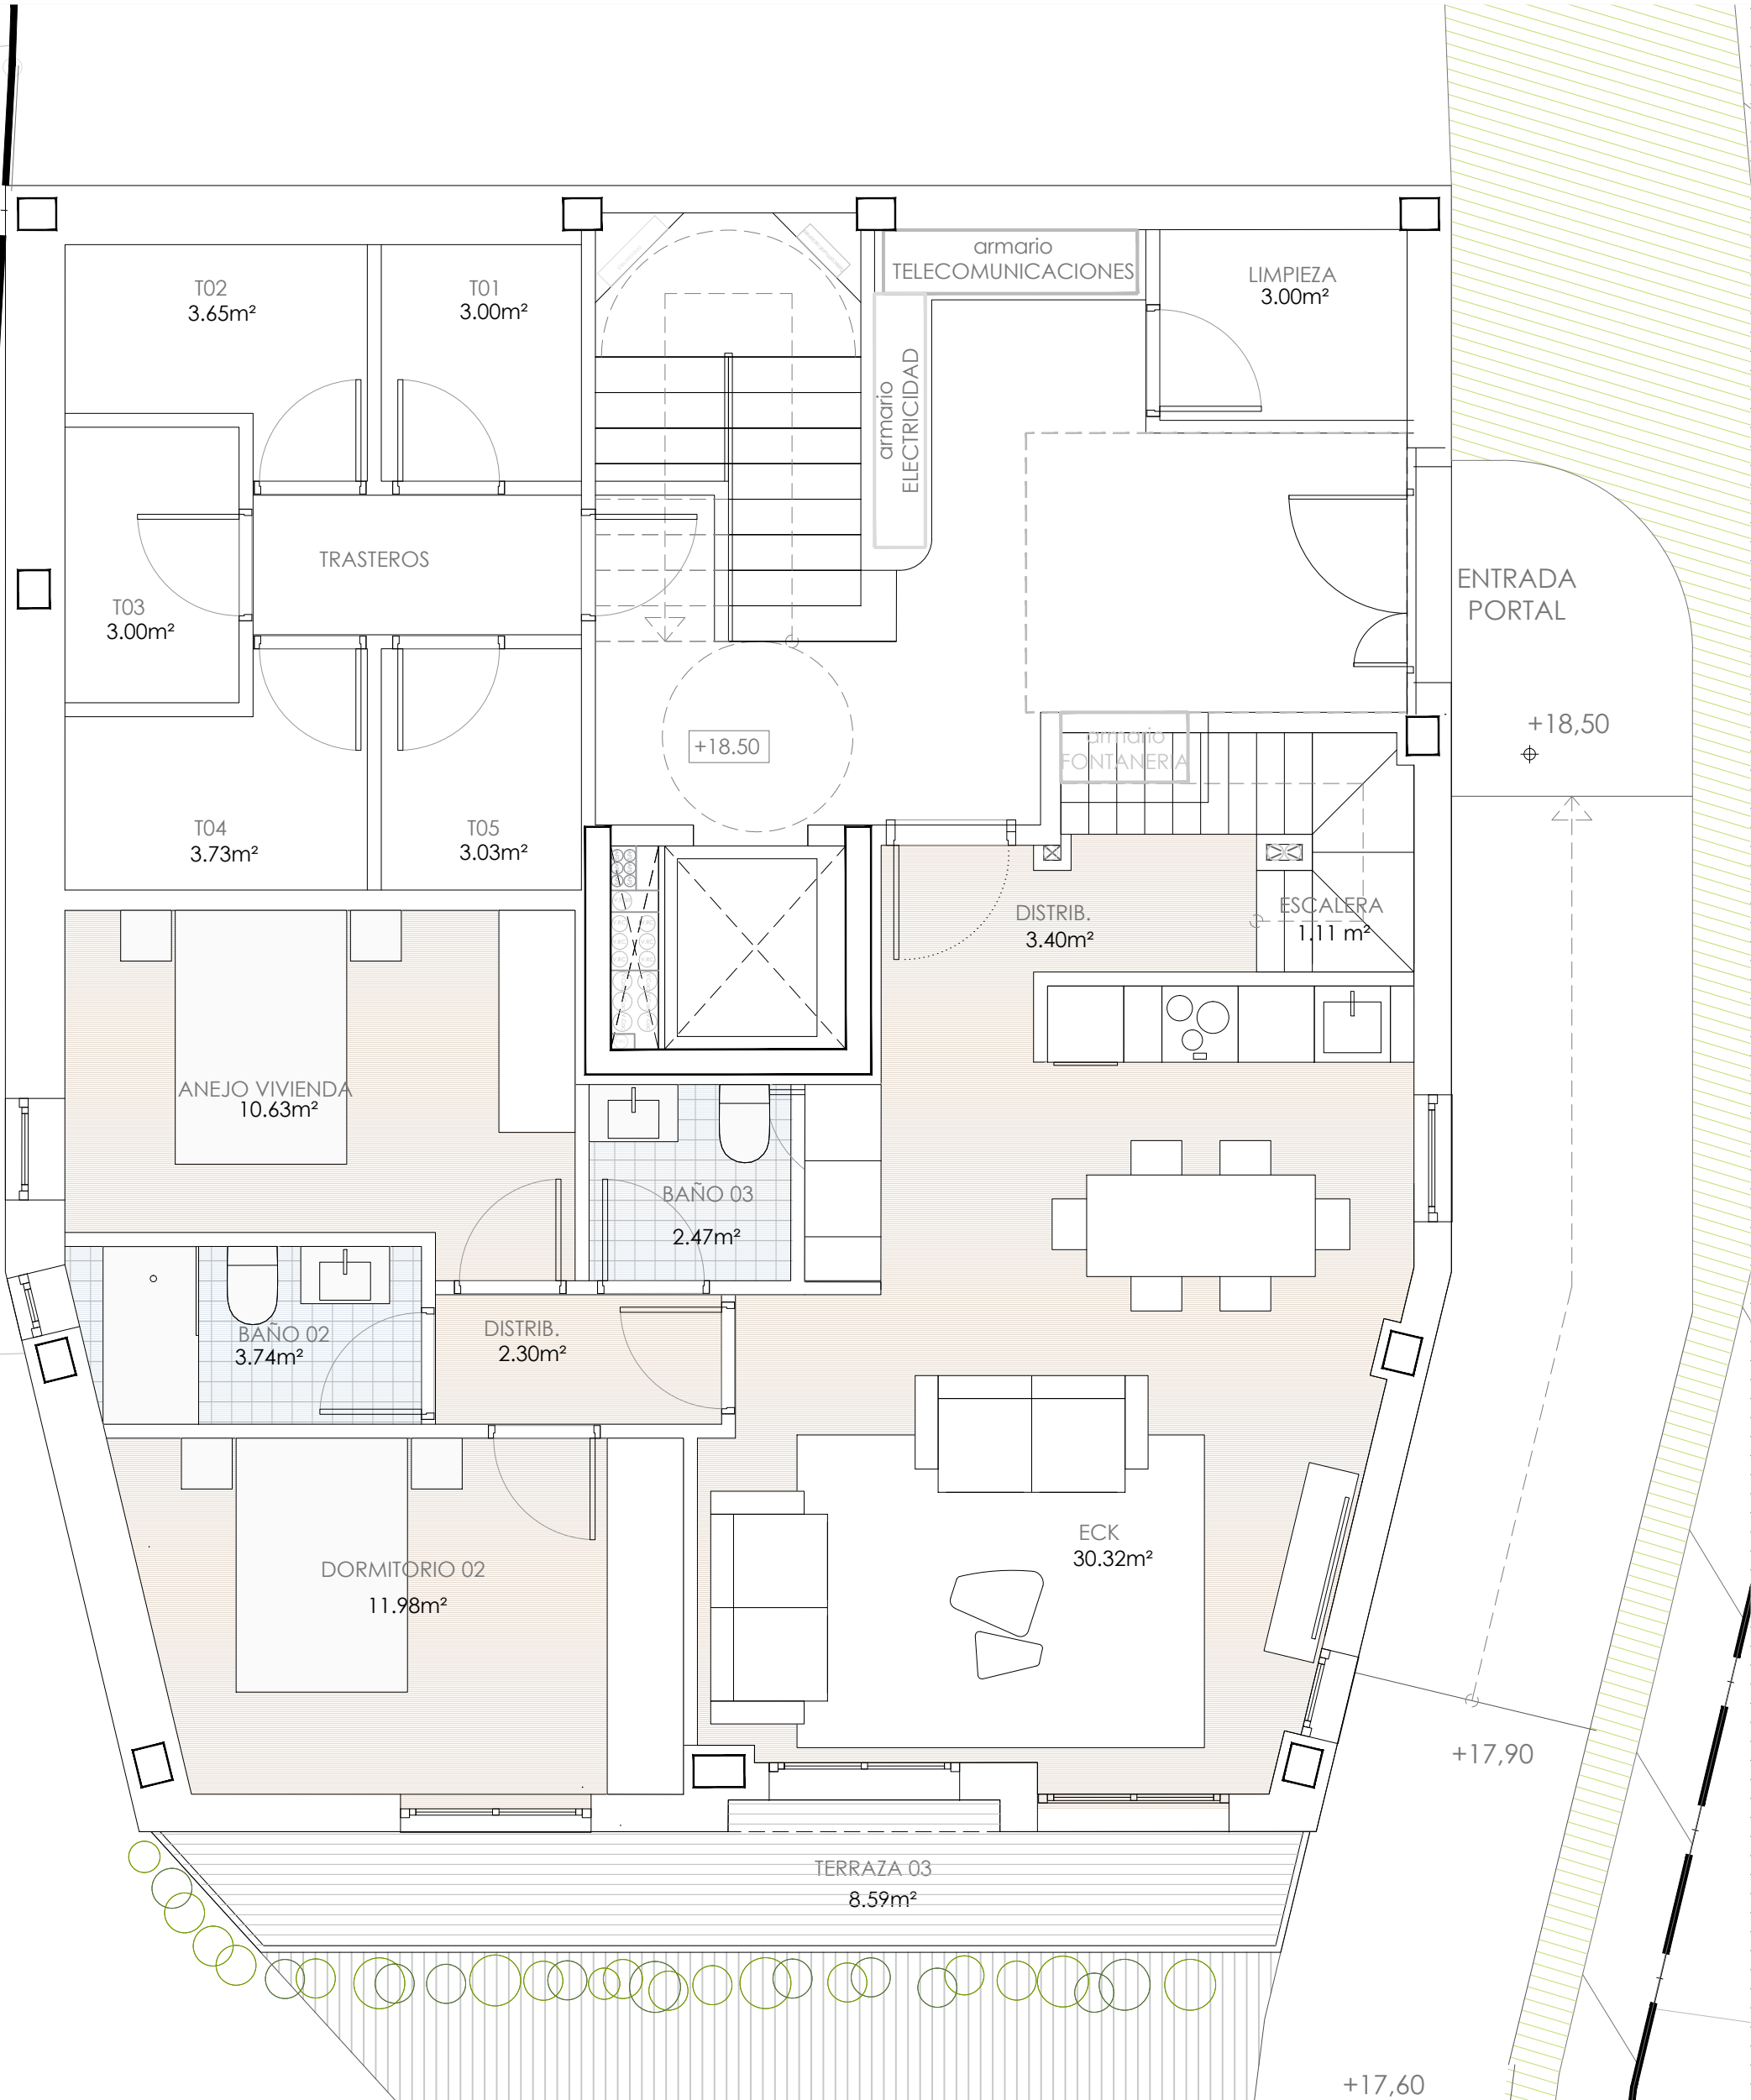 armario
TELECOMUNICACIONES
LIMPIEZA
3.00m²
T02
3.65m²
T01
3.00m²
armario
ELECTRICIDAD
TRASTEROS
ENTRADA
PORTAL
T03
3.00m²
+18,50
armario
FONTANERIA
+18.50
T04
3.73m²
T05
3.03m²
DISTRIB.
3.40m²
ESCALERA
1.11 m²
ANEJO VIVIENDA
10.63m²
BAÑO 03
2.47m²
BAÑO 02
3.74m²
DISTRIB.
2.30m²
ECK
30.32m²
DORMITORIO 02
11.98m²
+17,90
TERRAZA 03
8.59m²
+17,60